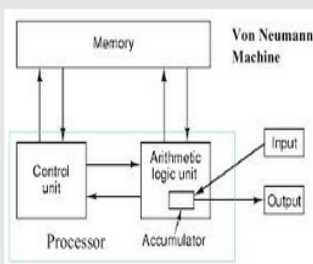 Memory
Von Neumann
Machine
Control
unit
Arithmetic
logic unit
Input
Output
Processor
Accumulator